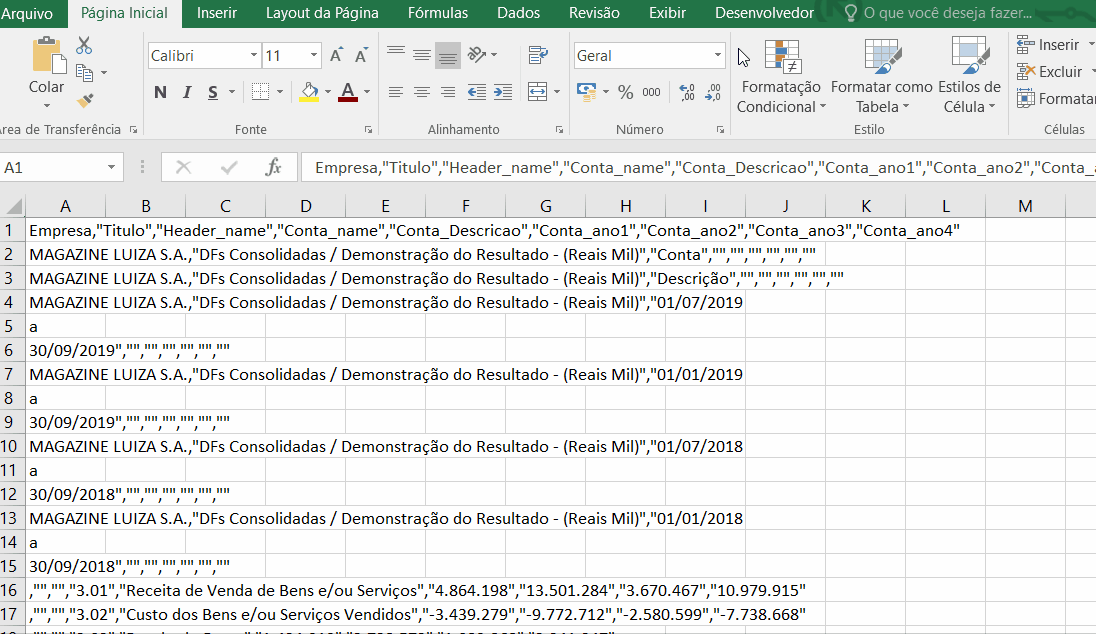 Arquivo Página Inicial Inserir Layout da Página Fórmulas Dados Revisão Exibir Desenvolvedor O que você deseja fazer...
Colar
Calibri 11
N I S
Geral
% 000
Formatação Condicional
Formatar como Tabela
Estilos de Célula
Inserir
Excluir
Formatar
Área de Transferência Fonte Alinhamento Número Estilo Células
A1 fx Empresa,"Titulo","Header_name","Conta_name","Conta_Descricao","Conta_ano1","Conta_ano2","Conta_
A B C D E F G H I J K L M
1 Empresa,"Titulo","Header_name","Conta_name","Conta_Descricao","Conta_ano1","Conta_ano2","Conta_ano3","Conta_ano4"
2 MAGAZINE LUIZA S.A.,"DFs Consolidadas / Demonstração do Resultado - (Reais Mil)","Conta","","","","","",""
3 MAGAZINE LUIZA S.A.,"DFs Consolidadas / Demonstração do Resultado - (Reais Mil)","Descrição","","","","","",""
4 MAGAZINE LUIZA S.A.,"DFs Consolidadas / Demonstração do Resultado - (Reais Mil)","01/07/2019
5 a
6 30/09/2019","","","","","",""
7 MAGAZINE LUIZA S.A.,"DFs Consolidadas / Demonstração do Resultado - (Reais Mil)","01/01/2019
8 a
9 30/09/2019","","","","","",""
10 MAGAZINE LUIZA S.A.,"DFs Consolidadas / Demonstração do Resultado - (Reais Mil)","01/07/2018
11 a
12 30/09/2018","","","","","",""
13 MAGAZINE LUIZA S.A.,"DFs Consolidadas / Demonstração do Resultado - (Reais Mil)","01/01/2018
14 a
15 30/09/2018","","","","","",""
16 ,"","","3.01","Receita de Venda de Bens e/ou Serviços","4.864.198","13.501.284","3.670.467","10.979.915"
17 ,"","","3.02","Custo dos Bens e/ou Serviços Vendidos","-3.439.279","-9.772.712","-2.580.599","-7.738.668"